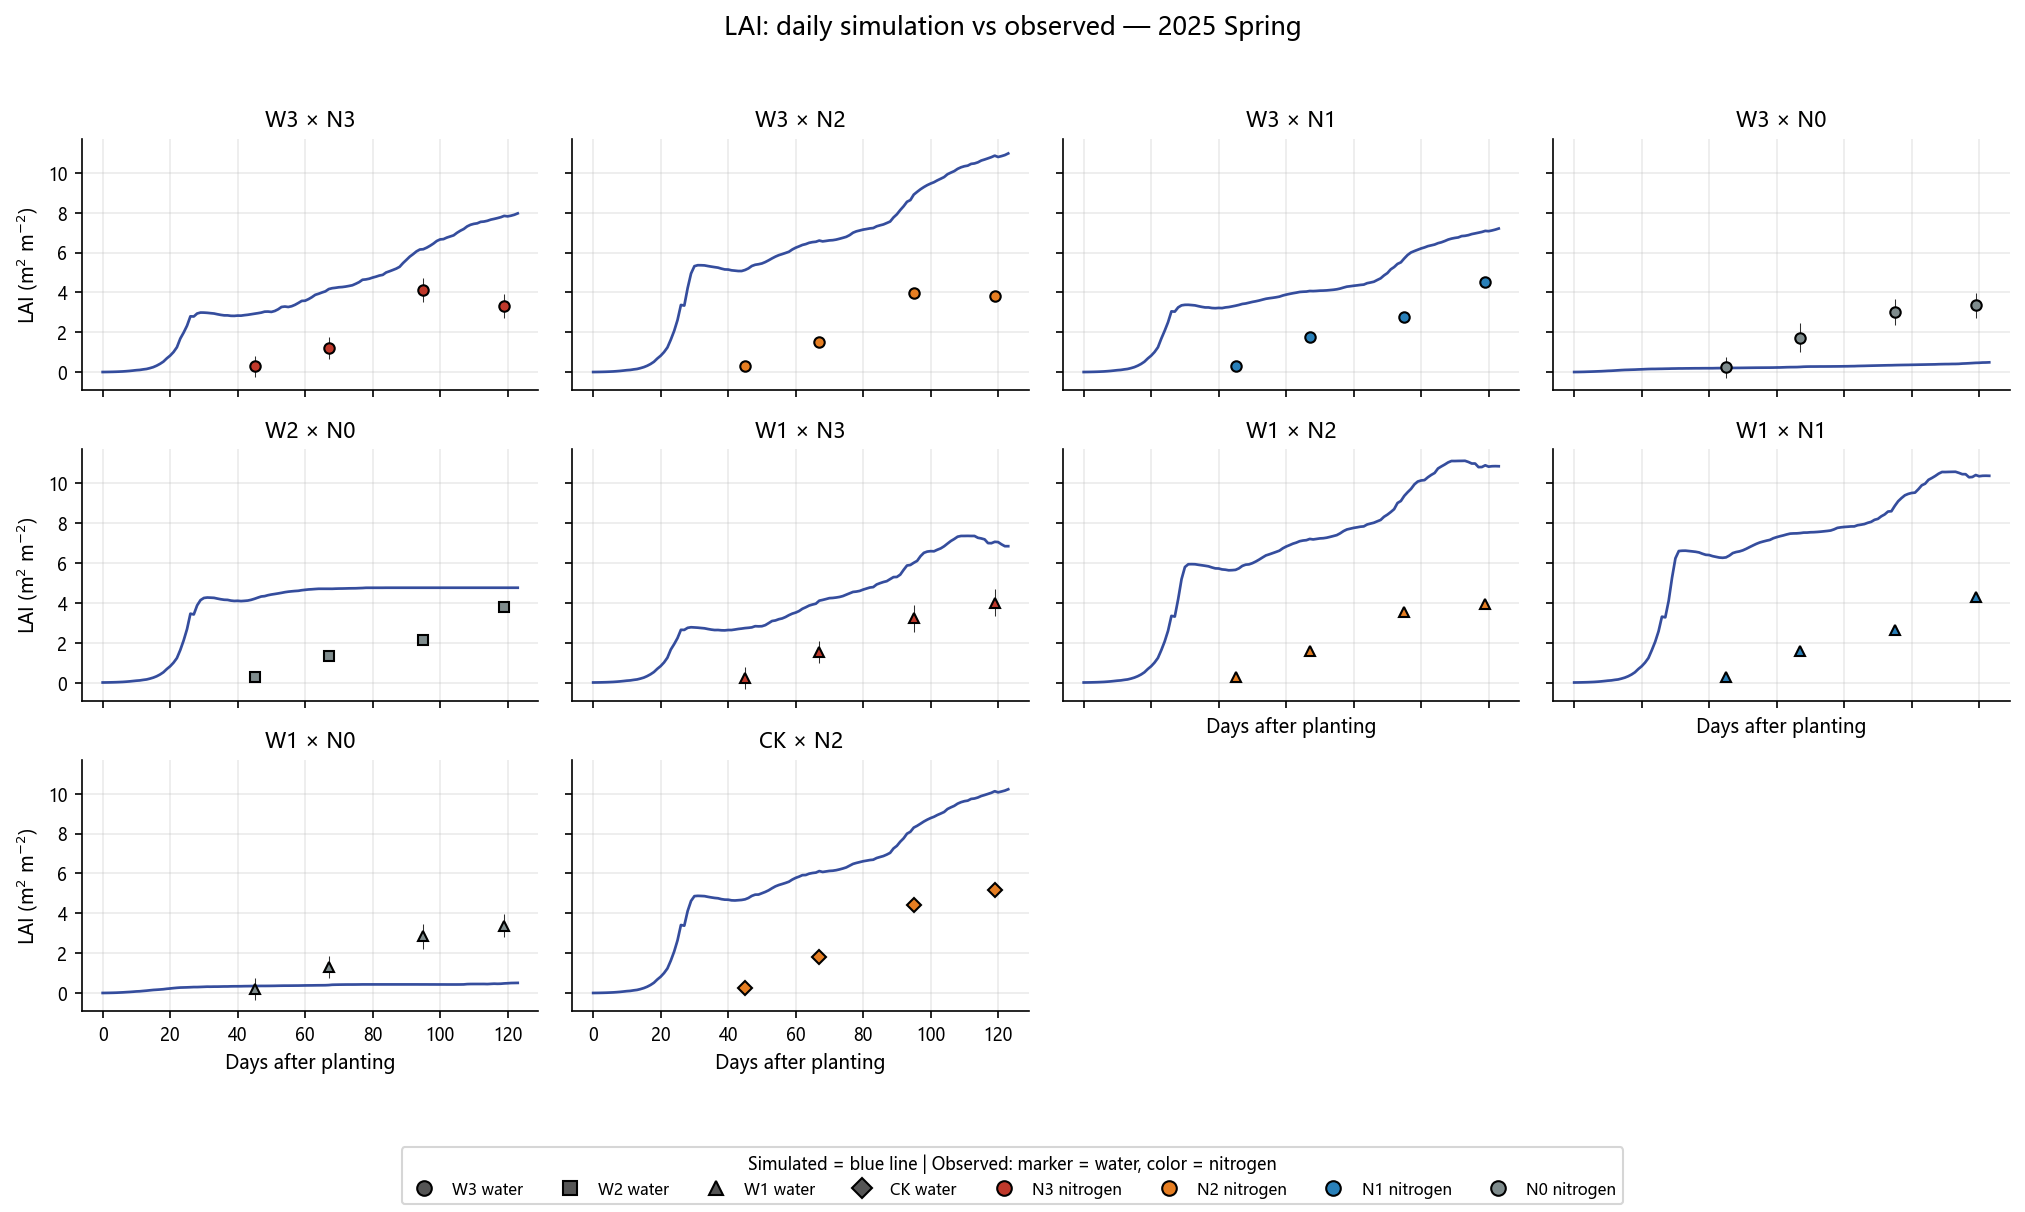 LAI: daily simulation vs observed — 2025 Spring
W3 × N3
W3 × N2
W3 × N1
W3 × N0
LAI (m² m⁻²)
10
8
6
4
2
0
W2 × N0
W1 × N3
W1 × N2
W1 × N1
LAI (m² m⁻²)
10
8
6
4
2
0
Days after planting
Days after planting
W1 × N0
CK × N2
LAI (m² m⁻²)
10
8
6
4
2
0
0 20 40 60 80 100 120
0 20 40 60 80 100 120
Days after planting
Days after planting
Simulated = blue line | Observed: marker = water, color = nitrogen
W3 water W2 water W1 water CK water N3 nitrogen N2 nitrogen N1 nitrogen N0 nitrogen